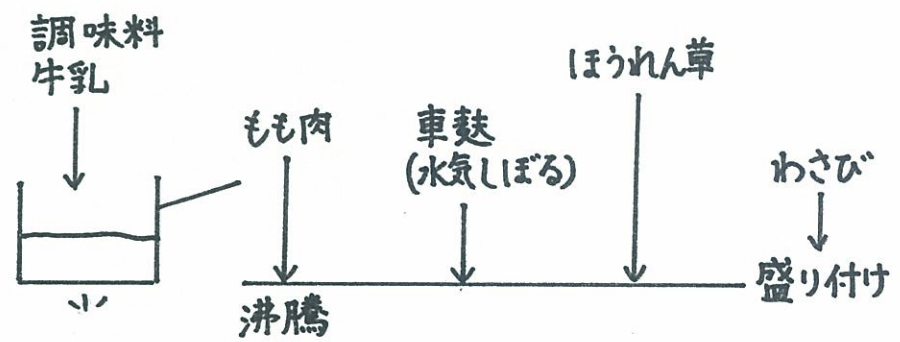 調味料
牛乳
もも肉
沸騰
車麩
(水気しぼる)
ほうれん草
わさび
盛り付け